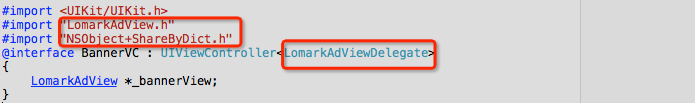 #import <UIKit/UIKit.h>
#import "LomarkAdView.h"
#import "NSObject+ShareByDict.h"
@interface BannerVC : UIViewController<LomarkAdViewDelegate>
{
    LomarkAdView *_bannerView;
}